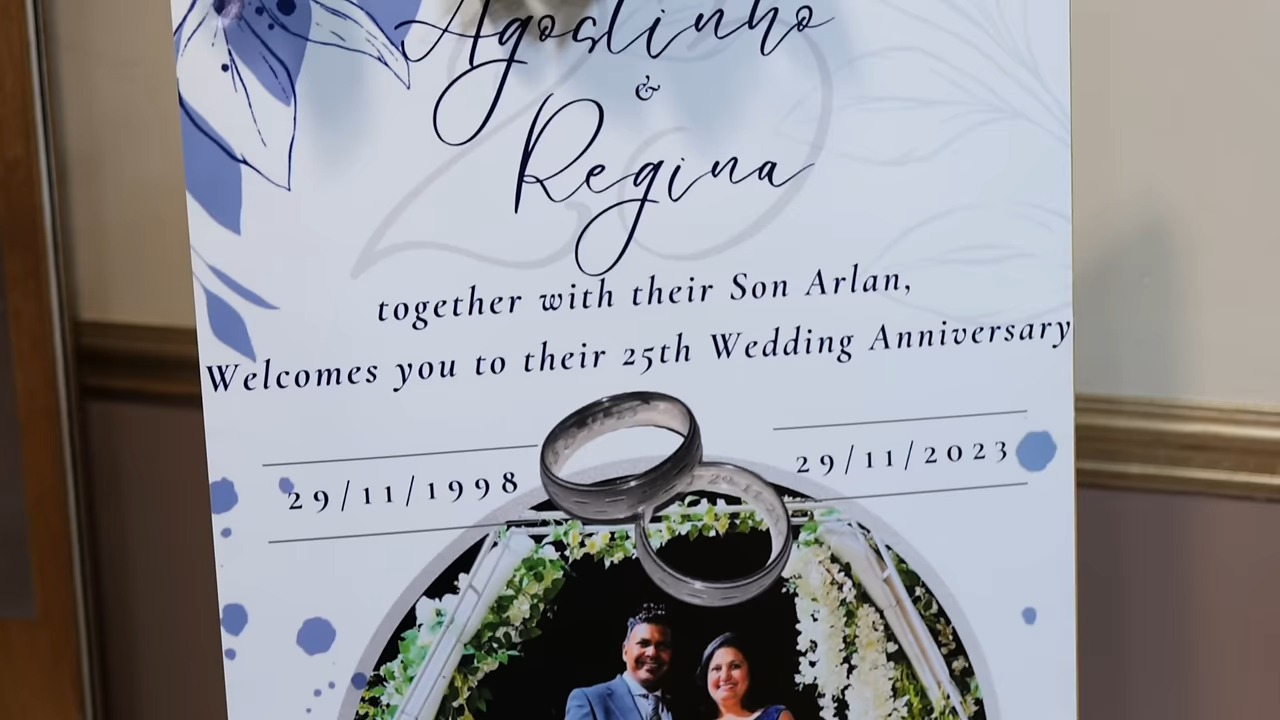 Agostinho
&
Regina
together with their Son Arlan,
Welcomes you to their 25th Wedding Anniversary
29/11/1998
29/11/2023